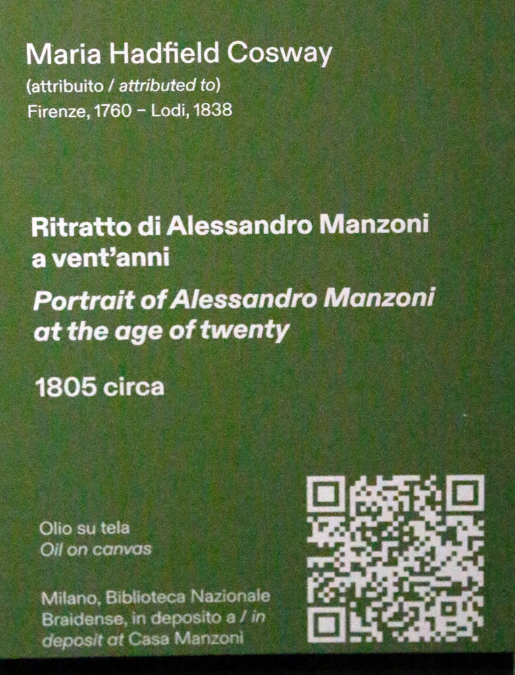 Maria Hadfield Cosway
(attribuito / attributed to)
Firenze, 1760 – Lodi, 1838
Ritratto di Alessandro Manzoni
a vent'anni
Portrait of Alessandro Manzoni
at the age of twenty
1805 circa
Olio su tela
Oil on canvas
Milano, Biblioteca Nazionale
Braidense, in deposito a / in
deposit at Casa Manzoni